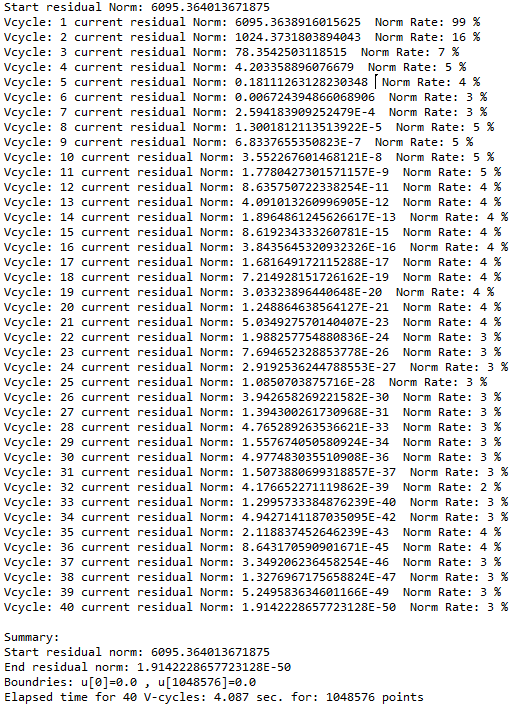 Start residual Norm: 6095.364013671875
Vcycle: 1 current residual Norm: 6095.3638916015625  Norm Rate: 99 %
Vcycle: 2 current residual Norm: 1024.3731803894043  Norm Rate: 16 %
Vcycle: 3 current residual Norm: 78.3542503118515  Norm Rate: 7 %
Vcycle: 4 current residual Norm: 4.203358896076679  Norm Rate: 5 %
Vcycle: 5 current residual Norm: 0.18111263128230348  Norm Rate: 4 %
Vcycle: 6 current residual Norm: 0.006724394866068906  Norm Rate: 3 %
Vcycle: 7 current residual Norm: 2.594183909252479E-4  Norm Rate: 3 %
Vcycle: 8 current residual Norm: 1.3001812113513922E-5  Norm Rate: 5 %
Vcycle: 9 current residual Norm: 6.8337655350823E-7  Norm Rate: 5 %
Vcycle: 10 current residual Norm: 3.552267601468121E-8  Norm Rate: 5 %
Vcycle: 11 current residual Norm: 1.7780427301571157E-9  Norm Rate: 5 %
Vcycle: 12 current residual Norm: 8.635750722338254E-11  Norm Rate: 4 %
Vcycle: 13 current residual Norm: 4.091013260996905E-12  Norm Rate: 4 %
Vcycle: 14 current residual Norm: 1.8964861245626617E-13  Norm Rate: 4 %
Vcycle: 15 current residual Norm: 8.619234333260781E-15  Norm Rate: 4 %
Vcycle: 16 current residual Norm: 3.8435645320932326E-16  Norm Rate: 4 %
Vcycle: 17 current residual Norm: 1.681649172115288E-17  Norm Rate: 4 %
Vcycle: 18 current residual Norm: 7.214928151726162E-19  Norm Rate: 4 %
Vcycle: 19 current residual Norm: 3.03323896440648E-20  Norm Rate: 4 %
Vcycle: 20 current residual Norm: 1.248864638564127E-21  Norm Rate: 4 %
Vcycle: 21 current residual Norm: 5.034927570140407E-23  Norm Rate: 4 %
Vcycle: 22 current residual Norm: 1.988257754880836E-24  Norm Rate: 3 %
Vcycle: 23 current residual Norm: 7.694652328853778E-26  Norm Rate: 3 %
Vcycle: 24 current residual Norm: 2.9192536244788553E-27  Norm Rate: 3 %
Vcycle: 25 current residual Norm: 1.0850703875716E-28  Norm Rate: 3 %
Vcycle: 26 current residual Norm: 3.942658269221582E-30  Norm Rate: 3 %
Vcycle: 27 current residual Norm: 1.394300261730968E-31  Norm Rate: 3 %
Vcycle: 28 current residual Norm: 4.765289263536621E-33  Norm Rate: 3 %
Vcycle: 29 current residual Norm: 1.557674050580924E-34  Norm Rate: 3 %
Vcycle: 30 current residual Norm: 4.977483035510908E-36  Norm Rate: 3 %
Vcycle: 31 current residual Norm: 1.5073880699318857E-37  Norm Rate: 3 %
Vcycle: 32 current residual Norm: 4.176652271119862E-39  Norm Rate: 2 %
Vcycle: 33 current residual Norm: 1.2995733384876239E-40  Norm Rate: 3 %
Vcycle: 34 current residual Norm: 4.9427141187035095E-42  Norm Rate: 3 %
Vcycle: 35 current residual Norm: 2.118837452646239E-43  Norm Rate: 4 %
Vcycle: 36 current residual Norm: 8.643170590901671E-45  Norm Rate: 4 %
Vcycle: 37 current residual Norm: 3.349206236458254E-46  Norm Rate: 3 %
Vcycle: 38 current residual Norm: 1.3276967175658824E-47  Norm Rate: 3 %
Vcycle: 39 current residual Norm: 5.249583634601166E-49  Norm Rate: 3 %
Vcycle: 40 current residual Norm: 1.9142228657723128E-50  Norm Rate: 3 %

Summary:
Start residual norm: 6095.364013671875
End residual norm: 1.9142228657723128E-50
Boundries: u[0]=0.0 , u[1048576]=0.0
Elapsed time for 40 V-cycles: 4.087 sec. for: 1048576 points